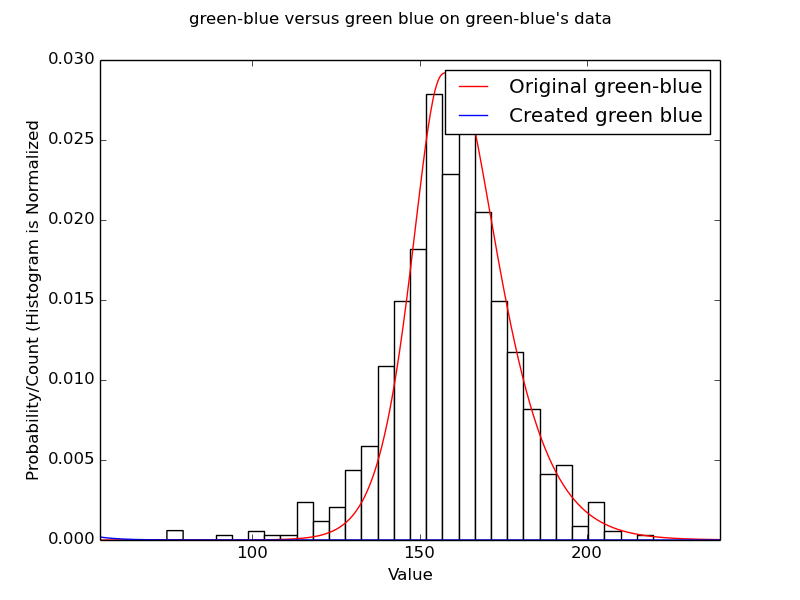 green-blue versus green blue on green-blue's data
Original green-blue
Created green blue
0.030
0.025
0.020
0.015
0.010
0.005
0.000
Probability/Count (Histogram is Normalized
100
150
200
Value